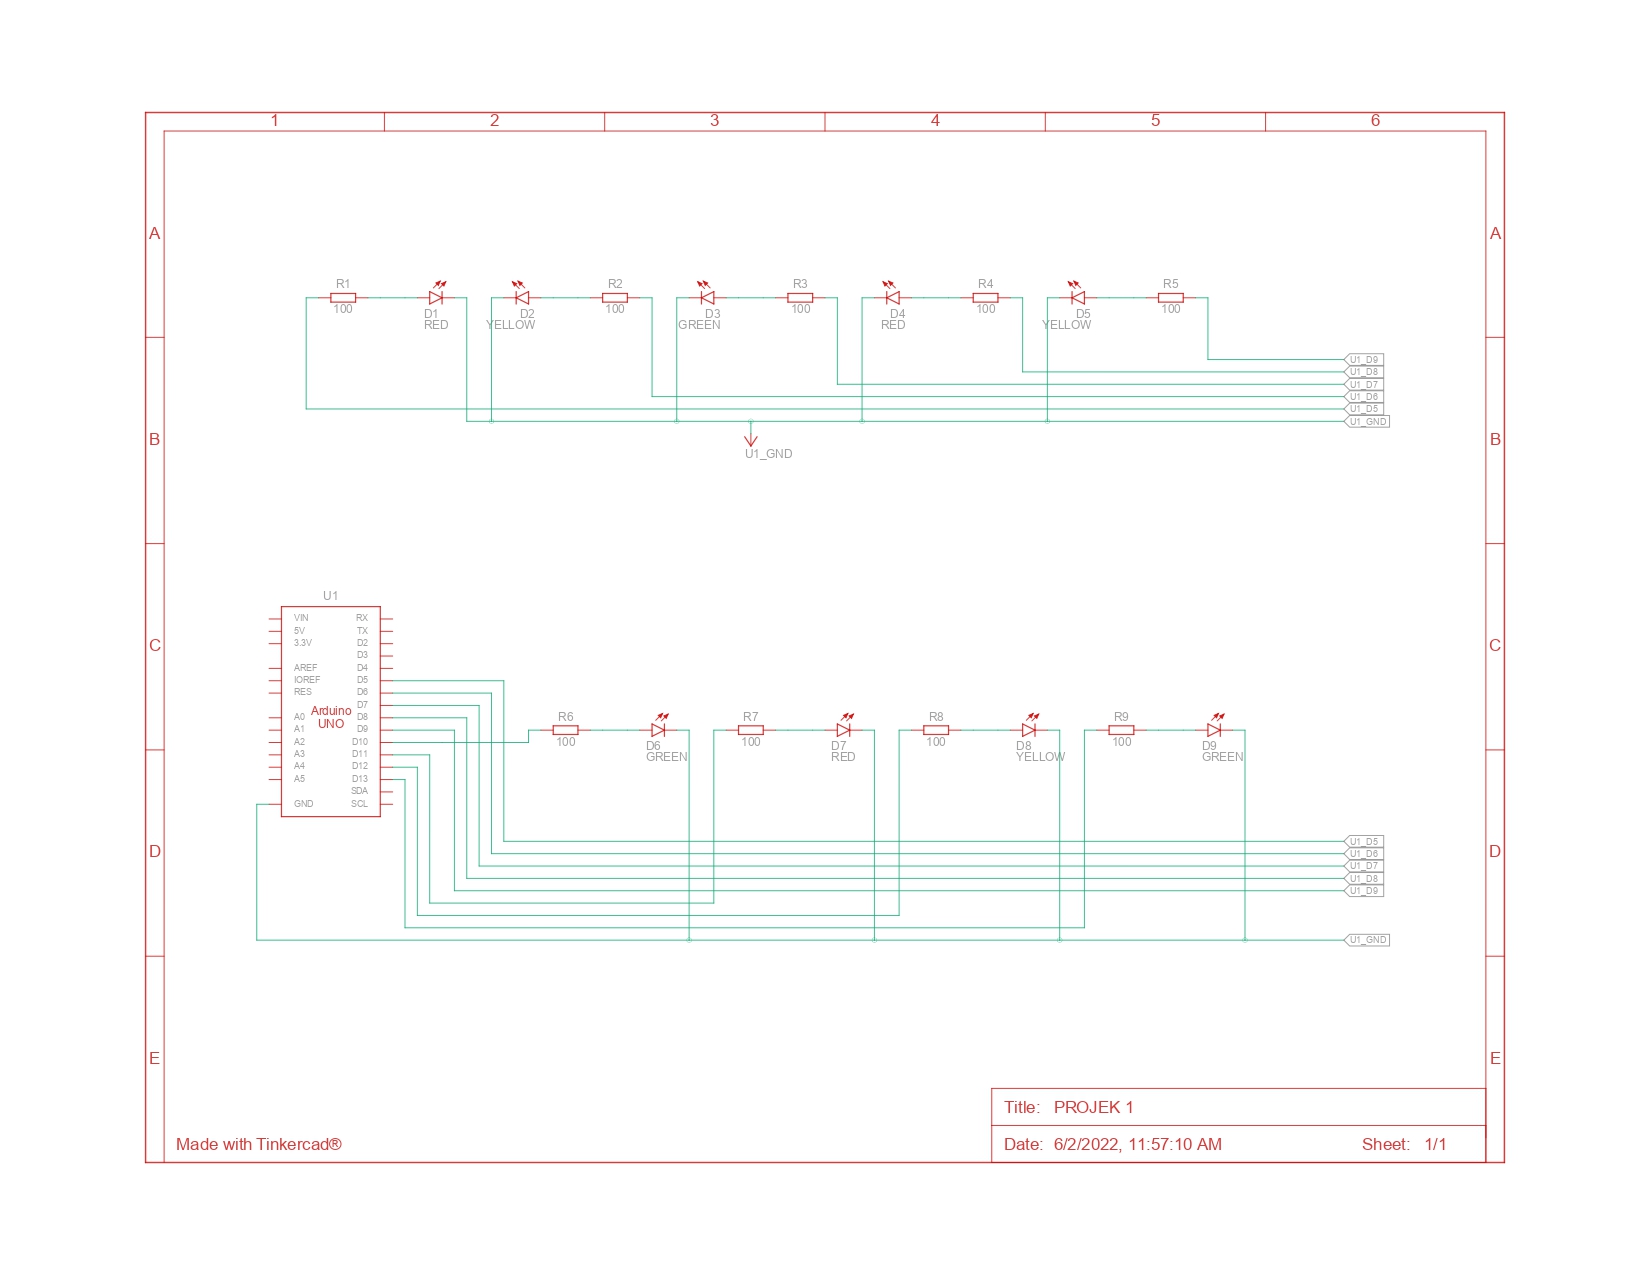 1 2 3 4 5 6
A A
R1 R2 R3 R4 R5
100 100 100 100 100
D1 D2 D3 D4 D5
RED YELLOW GREEN RED YELLOW
U1_D9
U1_D8
U1_D7
U1_D6
U1_D5
U1_GND
B B
U1_GND
U1
VIN RX
5V TX
3.3V D2
D3
C C
AREF D4
IOREF D5
RES D6
D7
Arduino
UNO
A0 D8
A1 D9
A2 D10
A3 D11
A4 D12
A5 D13
SDA
GND SCL
R6 R7 R8 R9
100 100 100 100
D6 D7 D8 D9
GREEN RED YELLOW GREEN
U1_D5
U1_D6
U1_D7
U1_D8
U1_D9
D D
U1_GND
E E
Title: PROJEK 1
Made with Tinkercad®
Date: 6/2/2022, 11:57:10 AM Sheet: 1/1